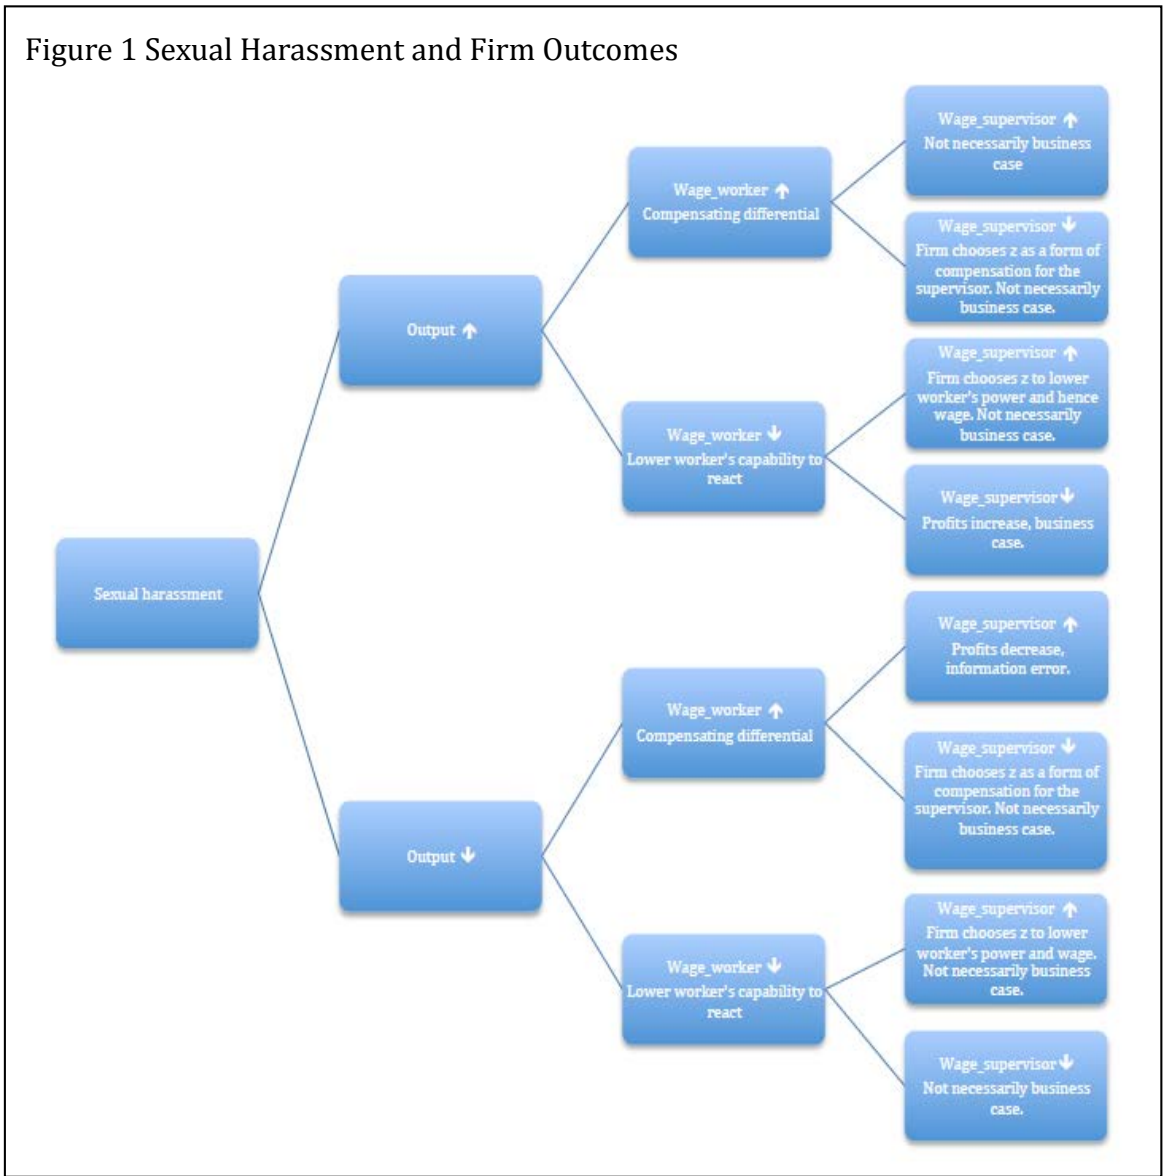 Figure 1 Sexual Harassment and Firm Outcomes
Wage_supervisor ↑
Not necessarily business
case
Wage_worker ↑
Compensating differential
Wage_supervisor ↓
Firm chooses z as a form of
compensation for the
supervisor. Not necessarily
business case.
Output ↑
Wage_supervisor ↑
Firm chooses z to lower
worker's power and hence
wage. Not necessarily
business case.
Wage_worker ↓
Lower worker's capability to
react
Wage_supervisor ↓
Profits increase, business
case.
Sexual harassment
Wage_supervisor ↑
Profits decrease,
information error.
Wage_worker ↑
Compensating differential
Wage_supervisor ↓
Firm chooses z as a form of
compensation for the
supervisor. Not necessarily
business case.
Output ↓
Wage_supervisor ↑
Firm chooses z to lower
worker's power and wage.
Not necessarily business
case.
Wage_worker ↓
Lower worker's capability to
react
Wage_supervisor ↓
Not necessarily business
case.